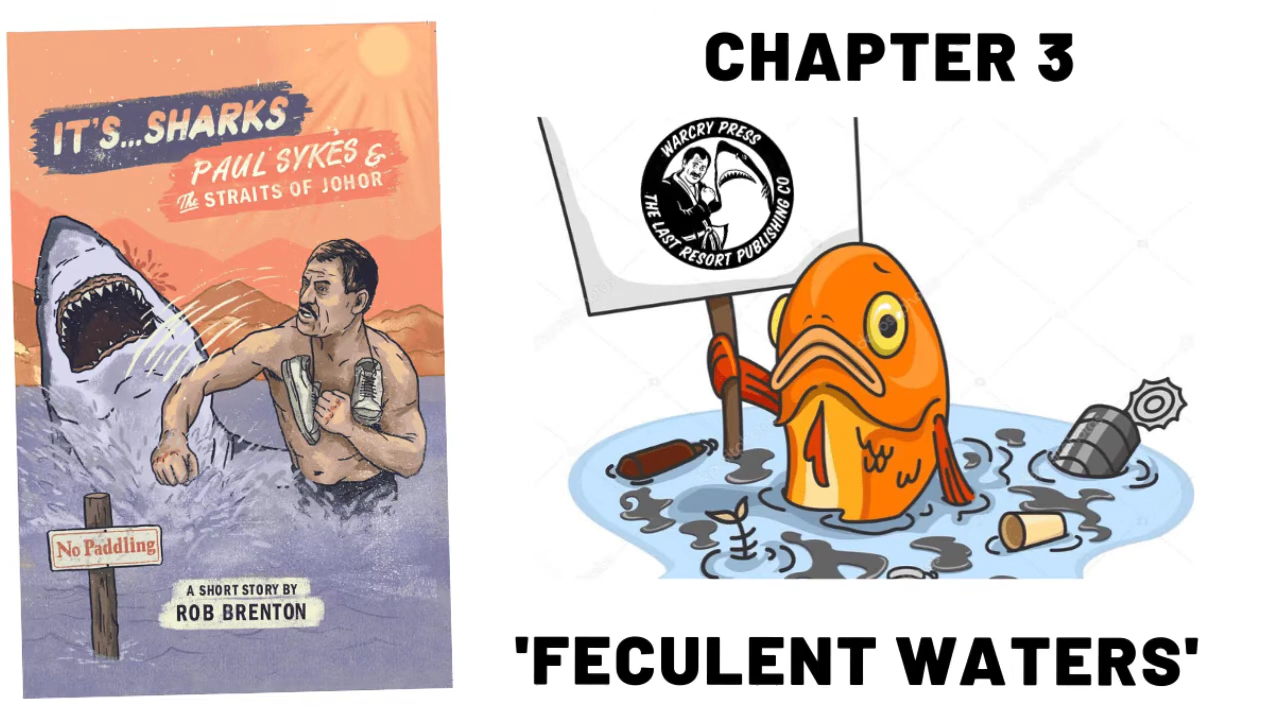 IT'S...SHARKS
PAUL SYKES &
The STRAITS OF JOHOR
No Paddling
A SHORT STORY BY
ROB BRENTON
CHAPTER 3
WARCRY PRESS
THE LAST RESORT PUBLISHING CO
'FECULENT WATERS'